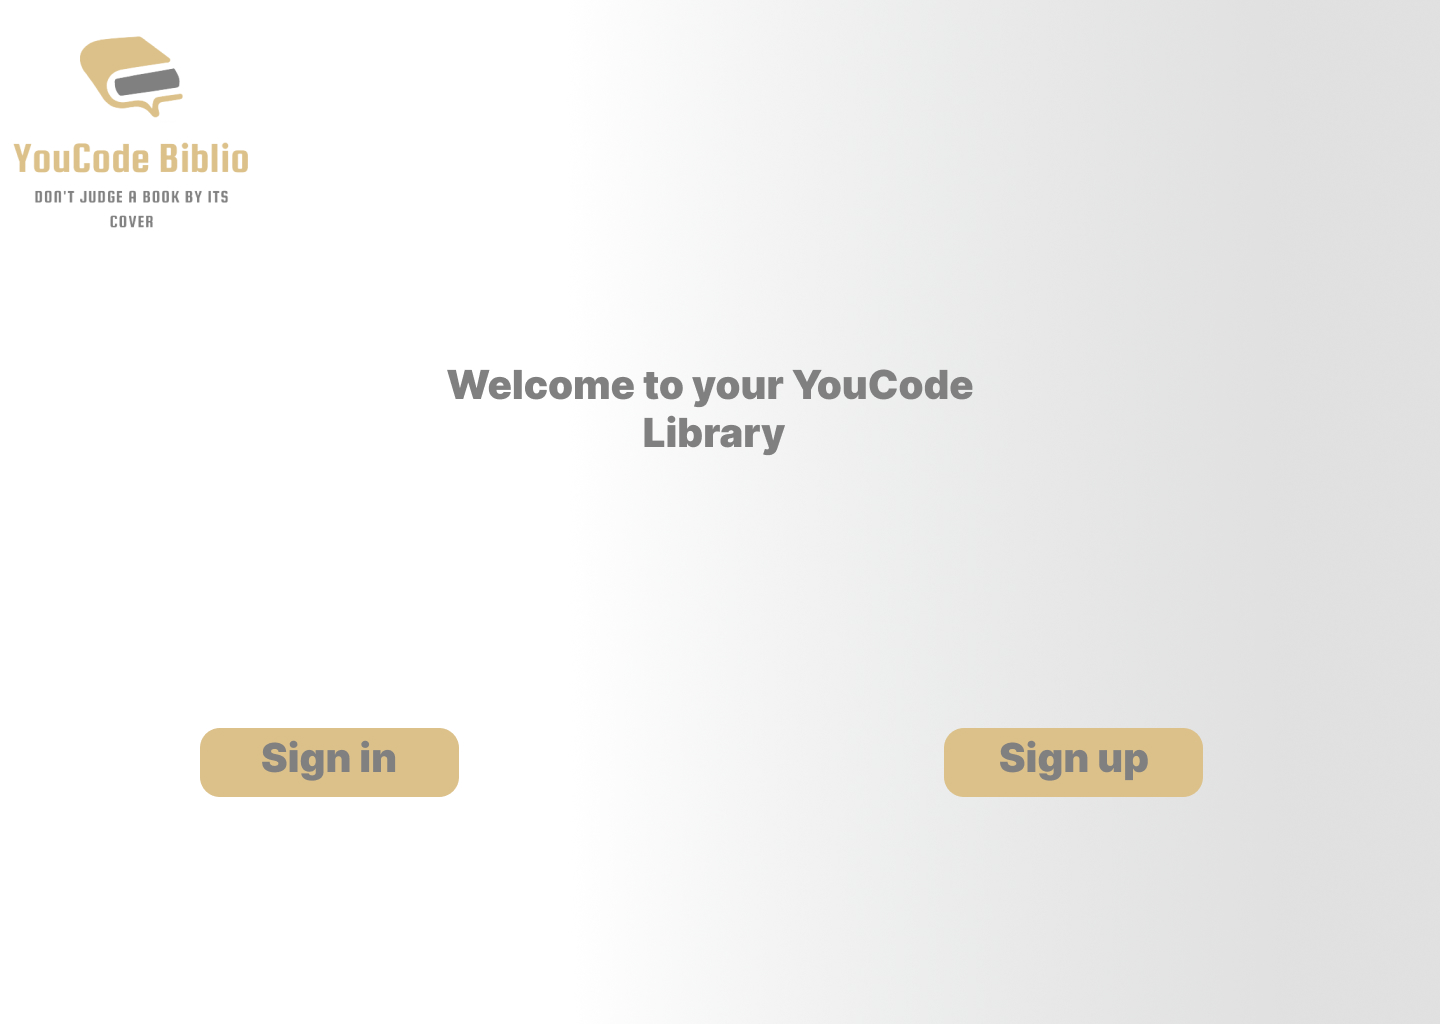 YouCode Biblio
DON'T JUDGE A BOOK BY ITS
COVER
Welcome to your YouCode
Library
Sign in
Sign up